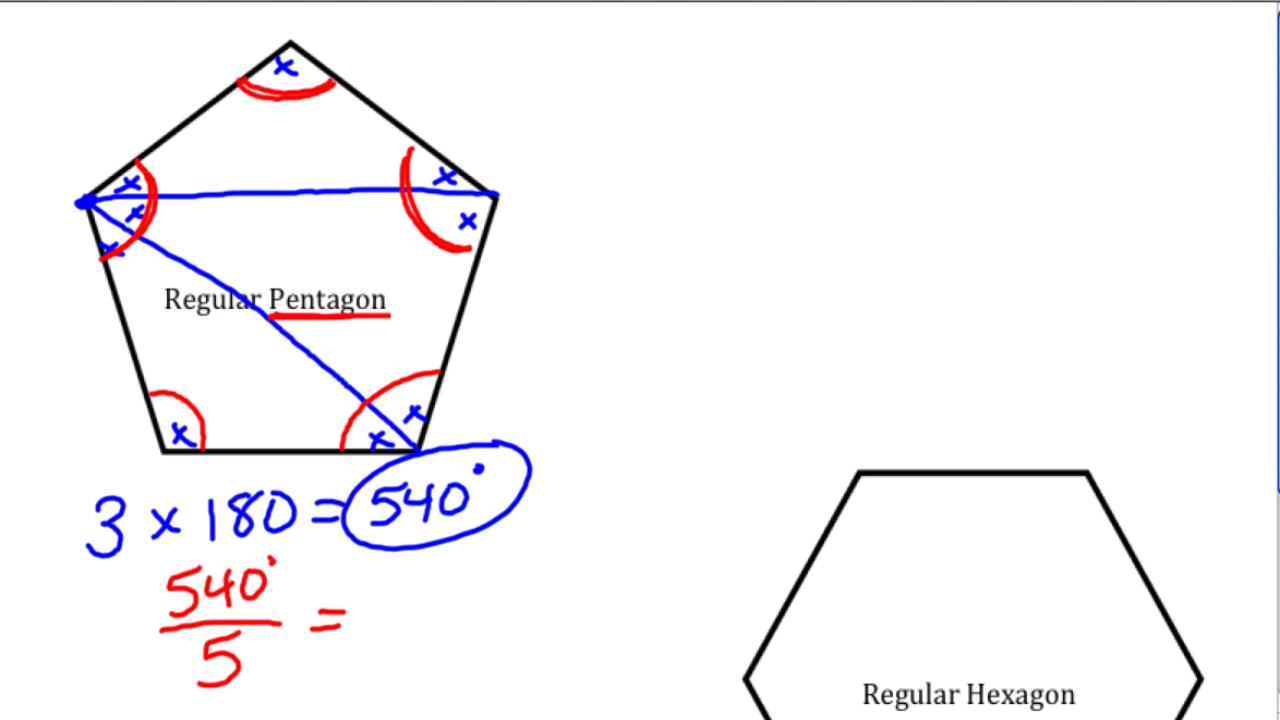 x
x x
x x
x
Regular Pentagon
x
x x
3 x 180 = 540°
540°
5 =
Regular Hexagon